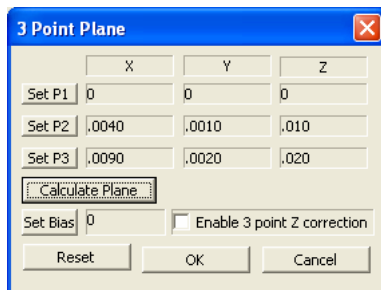 3 Point Plane
X Y Z
Set P1 0 0 0
Set P2 .0040 .0010 .010
Set P3 .0090 .0020 .020
Calculate Plane
Set Bias 0 Enable 3 point Z correction
Reset OK Cancel